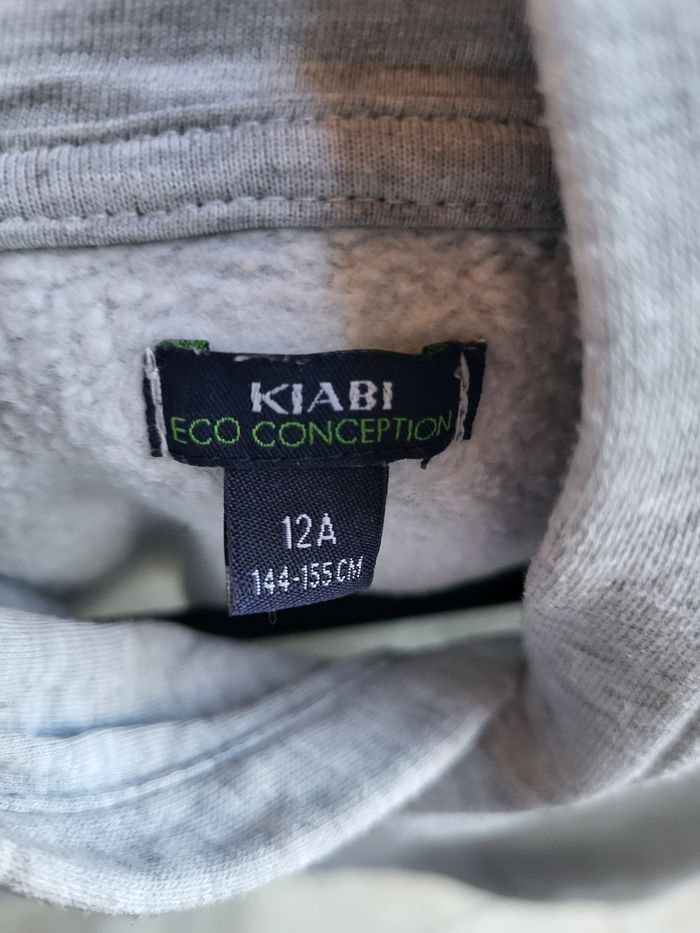 KIABI
ECO CONCEPTION
12A
144-155 CM